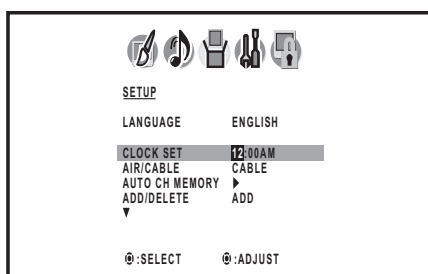 SETUP
LANGUAGE ENGLISH
CLOCK SET 12:00AM
AIR/CABLE CABLE
AUTO CH MEMORY ▶
ADD/DELETE ADD
▼
:SELECT :ADJUST